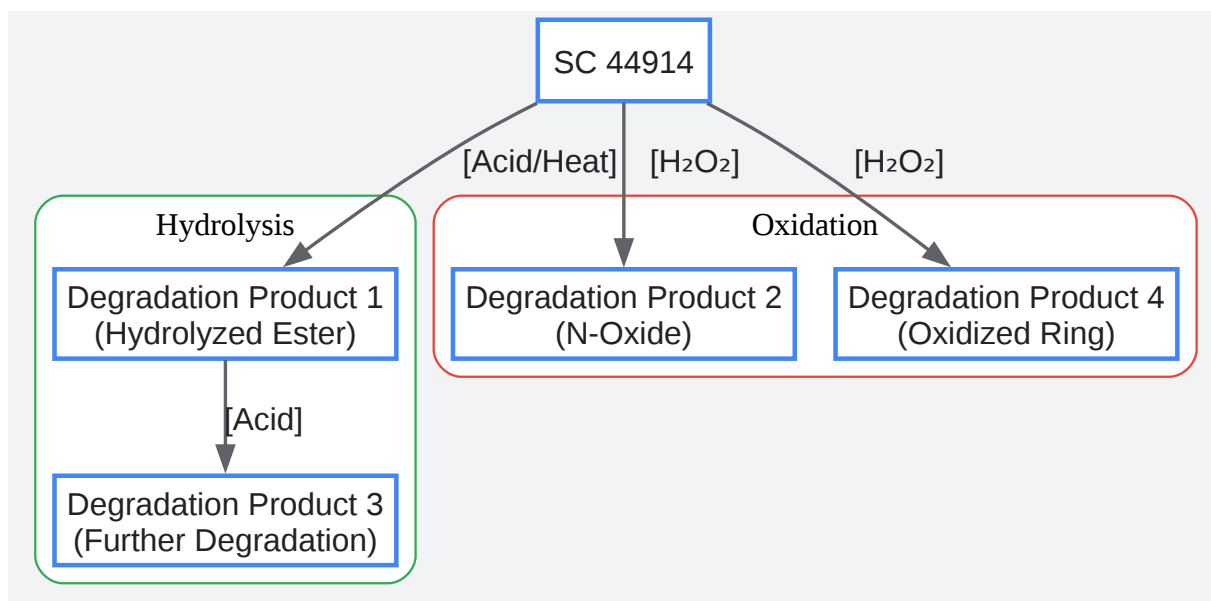 SC 44914
[Acid/Heat]
[H₂O₂]
[H₂O₂]
Hydrolysis
Oxidation
Degradation Product 1
(Hydrolyzed Ester)
Degradation Product 2
(N-Oxide)
Degradation Product 4
(Oxidized Ring)
[Acid]
Degradation Product 3
(Further Degradation)